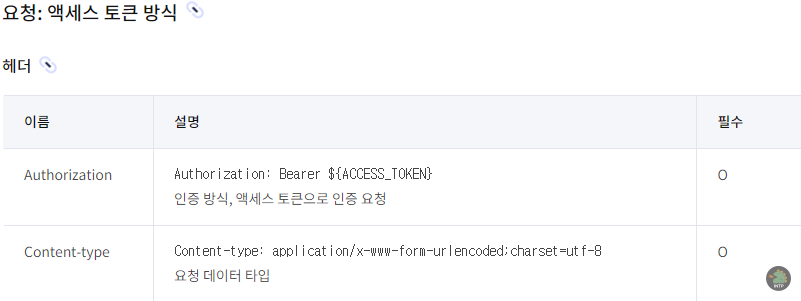 요청: 액세스 토큰 방식
헤더
이름 설명 필수
Authorization Authorization: Bearer ${ACCESS_TOKEN} O
인증 방식, 액세스 토큰으로 인증 요청
Content-type Content-type: application/x-www-form-urlencoded;charset=utf-8 O
요청 데이터 타입
INTP